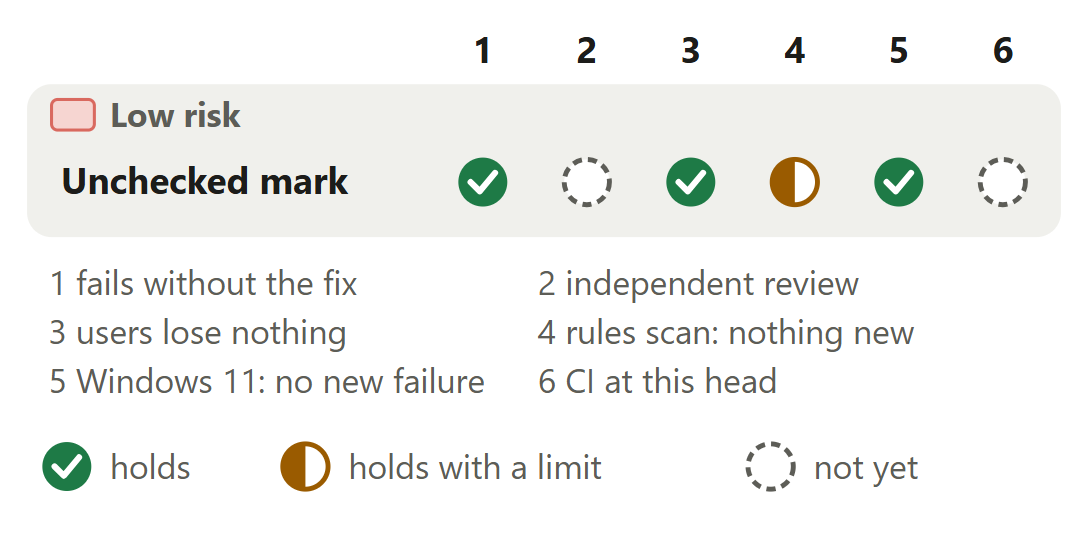 1 2 3 4 5 6
Low risk
Unchecked mark
1 fails without the fix
2 independent review
3 users lose nothing
4 rules scan: nothing new
5 Windows 11: no new failure
6 CI at this head
holds
holds with a limit
not yet